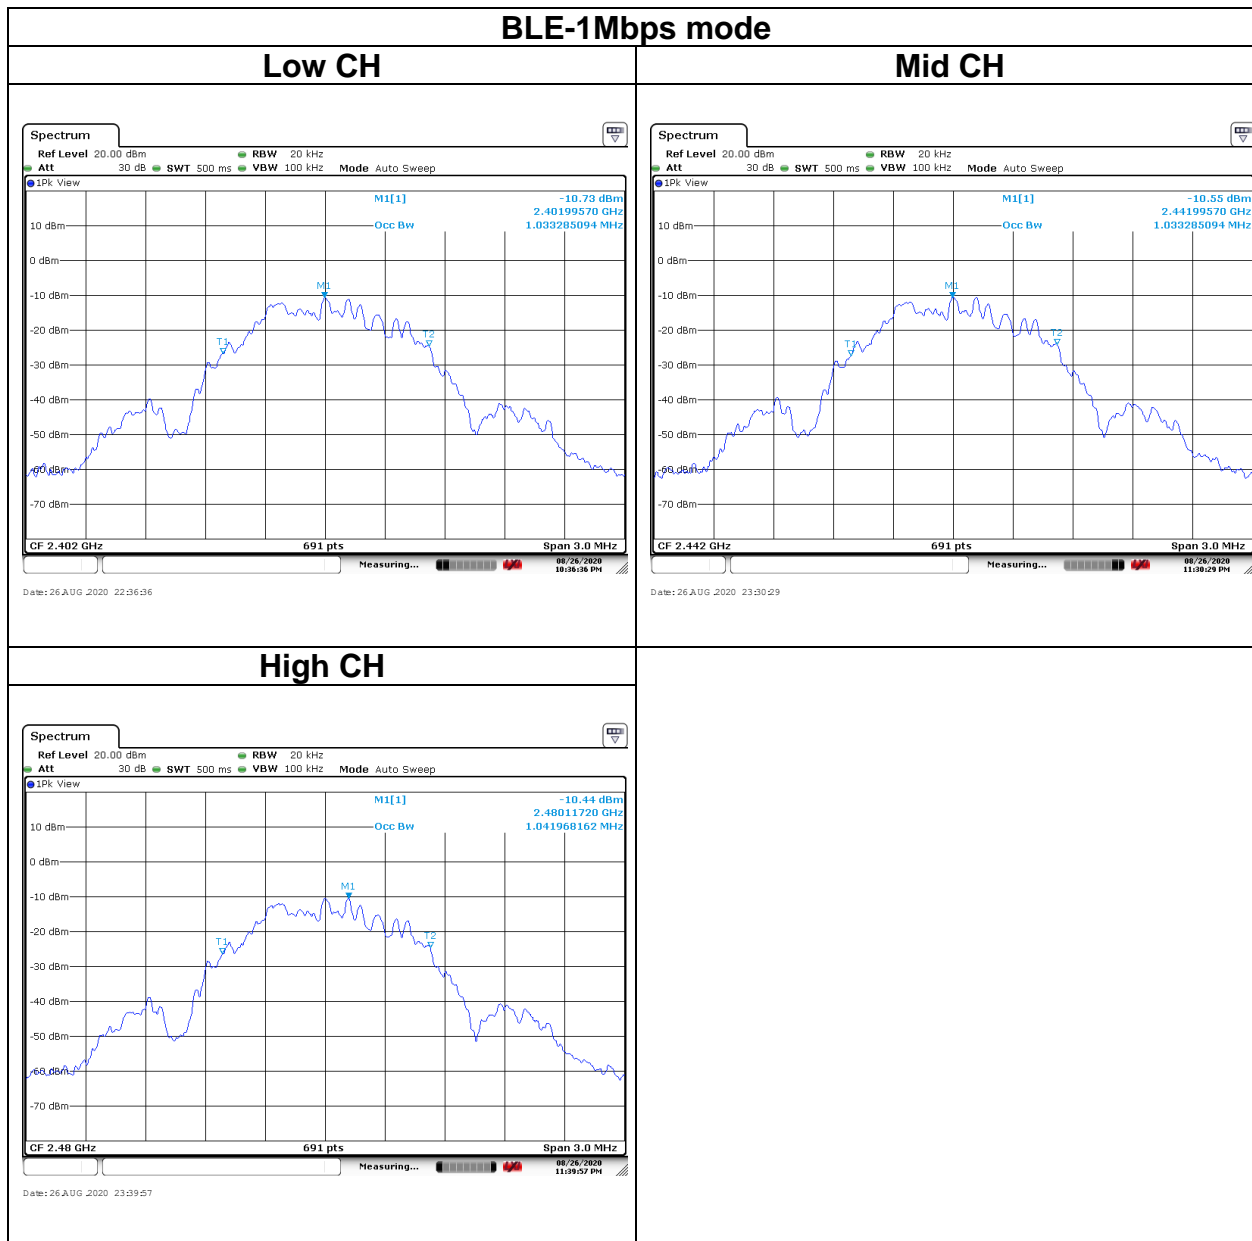 BLE-1Mbps mode
Low CH
Mid CH
Spectrum
Ref Level 20.00 dBm RBW 20 kHz
Att 30 dB SWT 500 ms VBW 100 kHz Mode Auto Sweep
1Pk View
M1[1] -10.73 dBm
2.40199570 GHz
Occ Bw 1.033285094 MHz
10 dBm
0 dBm
-10 dBm
-20 dBm
-30 dBm
-40 dBm
-50 dBm
-60 dBm
-70 dBm
M1
T1
T2
CF 2.402 GHz 691 pts Span 3.0 MHz
Measuring... 08/26/2020
10:36:36 PM
Date: 26.AUG.2020 22:36:36
Spectrum
Ref Level 20.00 dBm RBW 20 kHz
Att 30 dB SWT 500 ms VBW 100 kHz Mode Auto Sweep
1Pk View
M1[1] -10.55 dBm
2.44199570 GHz
Occ Bw 1.033285094 MHz
10 dBm
0 dBm
-10 dBm
-20 dBm
-30 dBm
-40 dBm
-50 dBm
-60 dBm
-70 dBm
M1
T1
T2
CF 2.442 GHz 691 pts Span 3.0 MHz
Measuring... 08/26/2020
11:30:29 PM
Date: 26.AUG.2020 23:30:29
High CH
Spectrum
Ref Level 20.00 dBm RBW 20 kHz
Att 30 dB SWT 500 ms VBW 100 kHz Mode Auto Sweep
1Pk View
M1[1] -10.44 dBm
2.48011720 GHz
Occ Bw 1.041968162 MHz
10 dBm
0 dBm
-10 dBm
-20 dBm
-30 dBm
-40 dBm
-50 dBm
-60 dBm
-70 dBm
M1
T1
T2
CF 2.48 GHz 691 pts Span 3.0 MHz
Measuring... 08/26/2020
11:39:57 PM
Date: 26.AUG.2020 23:39:57